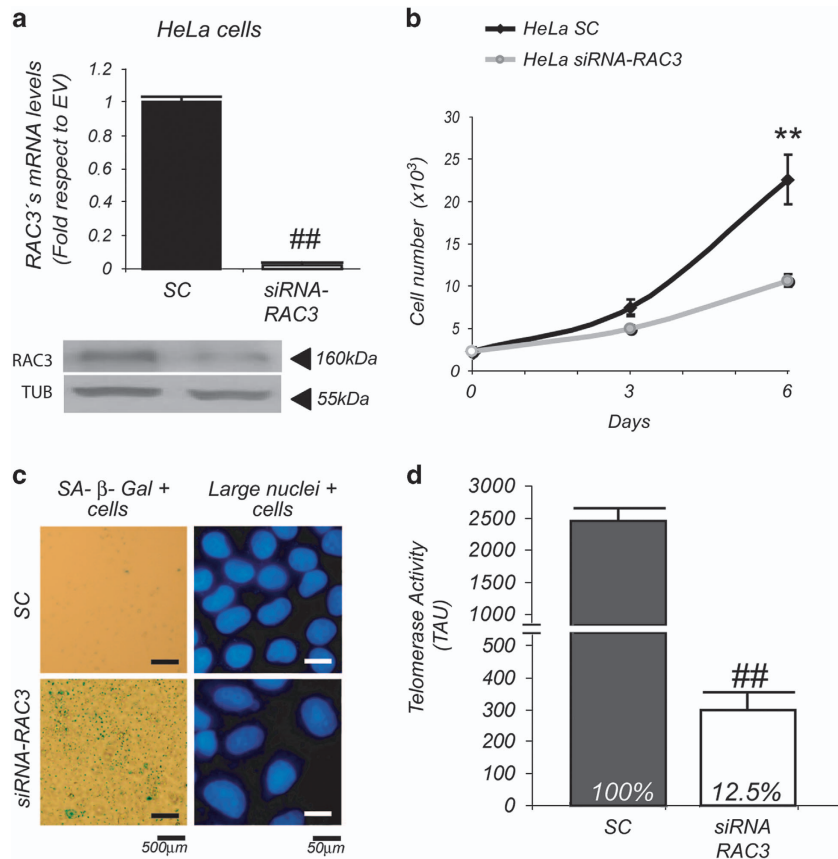 a
HeLa cells
RAC3´s mRNA levels
(Fold respect to EV)
1.2
1
0.8
0.6
0.4
0.2
0
##
SC
siRNA-
RAC3
RAC3
160kDa
TUB
55kDa
b
HeLa SC
HeLa siRNA-RAC3
Cell number (x10³)
30
25
20
15
10
5
0
**
0
3
6
Days
c
SA- β- Gal +
cells
Large nuclei +
cells
SC
siRNA-RAC3
500µm
50µm
d
Telomerase Activity
(TAU)
3000
2500
2000
1500
1000
500
400
300
200
100
0
##
100%
12.5%
SC
siRNA
RAC3